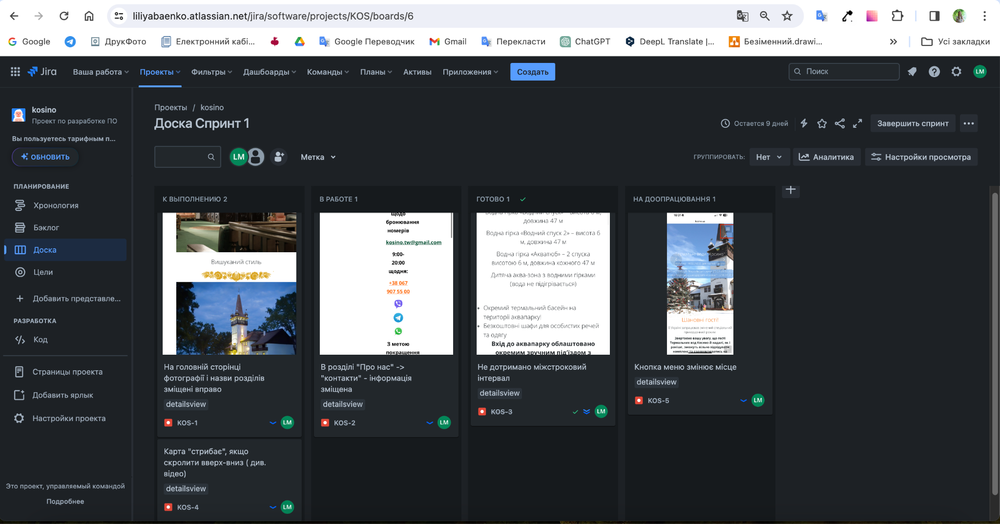 liliyabaenko.atlassian.net/jira/software/projects/KOS/boards/6
Google
ДрукФото
Електронний кабі...
Google Переводчик
Gmail
Перекласти
ChatGPT
DeepL Translate |...
Безіменний.drawi...
Усі закладки
Jira
Ваша работа
Проекты
Фильтры
Дашбоарды
Команды
Планы
Активы
Приложения
Создать
Поиск
LM
kosino
Проект по разработке ПО
Вы пользуетесь тарифным п...
ОБНОВИТЬ
ПЛАНИРОВАНИЕ
Хронология
Бэклог
Доска
Цели
Добавить представле...
РАЗРАБОТКА
Код
Страницы проекта
Добавить ярлык
Настройки проекта
Это проект, управляемый командой
Подробнее
Проекты / kosino
Доска Спринт 1
Остается 9 дней
Завершить спринт
LM
Метка
ГРУППИРОВАТЬ:
Нет
Аналитика
Настройки просмотра
К ВЫПОЛНЕНИЮ 2
Вишуканий стиль
На головній сторінці
фотографії і назви розділів
зміщені вправо
detailsview
KOS-1
LM
Карта "стрибає", якщо
скролити вверх-вниз ( див.
відео)
detailsview
KOS-4
LM
В РАБОТЕ 1
щодо
бронювання
номерів
kosino.tw@gmail.com
9:00-
20:00
щодня:
+38 067
907 55 00
З метою
покращення
В розділі "Про нас" ->
"контакти" - інформація
зміщена
detailsview
KOS-2
LM
ГОТОВО 1
Водна гірка «Водний спуск» – висота 6 м,
довжина 47 м
Водна гірка «Водний спуск 2» – висота 6
м, довжина 47 м
Водна гірка «Акватюб» – 2 спуска
висотою 6 м, довжина кожного 47 м
Дитяча аква-зона з водними гірками
(вода не підігрівається)
Окремий термальний басейн на
території аквапарку!
Безкоштовні шафи для особистих речей
та одягу
Вхід до аквапарку облаштовано
окремим зручним під’їздом з
Не дотримано міжстроковий
інтервал
detailsview
KOS-3
LM
НА ДООПРАЦЮВАННЯ 1
16:31
kosino.ua
Термальні води "Косино"
Шановні гості!
В Україні запрацював змінений спеціальний
прикордонний режим
Звертаємо вашу увагу, що гості
Термальних вод Косино й надалі, як і
раніше, зможуть вільно відвідувати
комплекс та оздоровлюватись на
Кнопка меню змінює місце
detailsview
KOS-5
LM